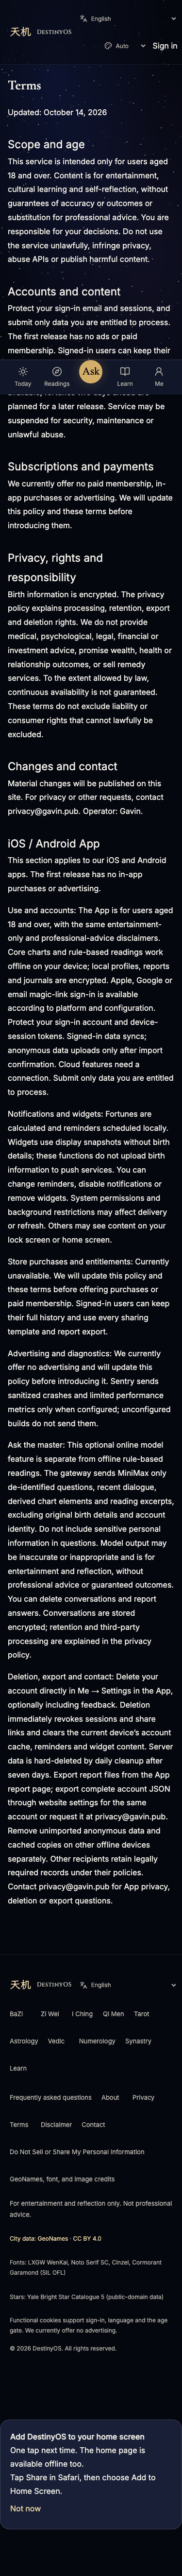 天机 DestinyOS
English
Auto
Sign in
Terms
Updated: October 14, 2026
Scope and age
This service is intended only for users aged
18 and over. Content is for entertainment,
cultural learning and self-reflection, without
guarantees of accuracy or outcomes or
substitution for professional advice. You are
responsible for your decisions. Do not use
the service unlawfully, infringe privacy,
abuse APIs or publish harmful content.
Accounts and content
Protect your sign-in email and sessions, and
submit only data you are entitled to process.
The first release has no ads or paid
membership. Signed-in users can keep their
Today
Readings
Ask
Learn
Me
planned for a later release. Service may be
suspended for security, maintenance or
unlawful abuse.
Subscriptions and payments
We currently offer no paid membership, in-
app purchases or advertising. We will update
this policy and these terms before
introducing them.
Privacy, rights and
responsibility
Birth information is encrypted. The privacy
policy explains processing, retention, export
and deletion rights. We do not provide
medical, psychological, legal, financial or
investment advice, promise wealth, health or
relationship outcomes, or sell remedy
services. To the extent allowed by law,
continuous availability is not guaranteed.
These terms do not exclude liability or
consumer rights that cannot lawfully be
excluded.
Changes and contact
Material changes will be published on this
site. For privacy or other requests, contact
privacy@gavin.pub. Operator: Gavin.
iOS / Android App
This section applies to our iOS and Android
apps. The first release has no in-app
purchases or advertising.
Use and accounts: The App is for users aged
18 and over, with the same entertainment-
only and professional-advice disclaimers.
Core charts and rule-based readings work
offline on your device; local profiles, reports
and journals are encrypted. Apple, Google or
email magic-link sign-in is available
according to platform and configuration.
Protect your sign-in account and device-
session tokens. Signed-in data syncs;
anonymous data uploads only after import
confirmation. Cloud features need a
connection. Submit only data you are entitled
to process.
Notifications and widgets: Fortunes are
calculated and reminders scheduled locally.
Widgets use display snapshots without birth
details; these functions do not upload birth
information to push services. You can
change reminders, disable notifications or
remove widgets. System permissions and
background restrictions may affect delivery
or refresh. Others may see content on your
lock screen or home screen.
Store purchases and entitlements: Currently
unavailable. We will update this policy and
these terms before offering purchases or
paid membership. Signed-in users can keep
their full history and use every sharing
template and report export.
Advertising and diagnostics: We currently
offer no advertising and will update this
policy before introducing it. Sentry sends
sanitized crashes and limited performance
metrics only when configured; unconfigured
builds do not send them.
Ask the master: This optional online model
feature is separate from offline rule-based
readings. The gateway sends MiniMax only
de-identified questions, recent dialogue,
derived chart elements and reading excerpts,
excluding original birth details and account
identity. Do not include sensitive personal
information in questions. Model output may
be inaccurate or inappropriate and is for
entertainment and reflection, without
professional advice or guaranteed outcomes.
You can delete conversations and report
answers. Conversations are stored
encrypted; retention and third-party
processing are explained in the privacy
policy.
Deletion, export and contact: Delete your
account directly in Me → Settings in the App,
optionally including feedback. Deletion
immediately revokes sessions and share
links and clears the current device's account
cache, reminders and widget content. Server
data is hard-deleted by daily cleanup after
seven days. Export report files from the App
report page; export complete account JSON
through website settings for the same
account or request it at privacy@gavin.pub.
Remove unimported anonymous data and
cached copies on other offline devices
separately. Other recipients retain legally
required records under their policies.
Contact privacy@gavin.pub for App privacy,
deletion or export questions.
天机 DestinyOS
English
BaZi Zi Wei I Ching Qi Men Tarot
Astrology Vedic Numerology Synastry
Learn
Frequently asked questions About Privacy
Terms Disclaimer Contact
Do Not Sell or Share My Personal Information
GeoNames, font, and image credits
For entertainment and reflection only. Not professional
advice.
City data: GeoNames · CC BY 4.0
Fonts: LXGW WenKai, Noto Serif SC, Cinzel, Cormorant
Garamond (SIL OFL)
Stars: Yale Bright Star Catalogue 5 (public-domain data)
Functional cookies support sign-in, language and the age
gate. We currently offer no advertising.
© 2026 DestinyOS. All rights reserved.
Add DestinyOS to your home screen
One tap next time. The home page is
available offline too.
Tap Share in Safari, then choose Add to
Home Screen.
Not now